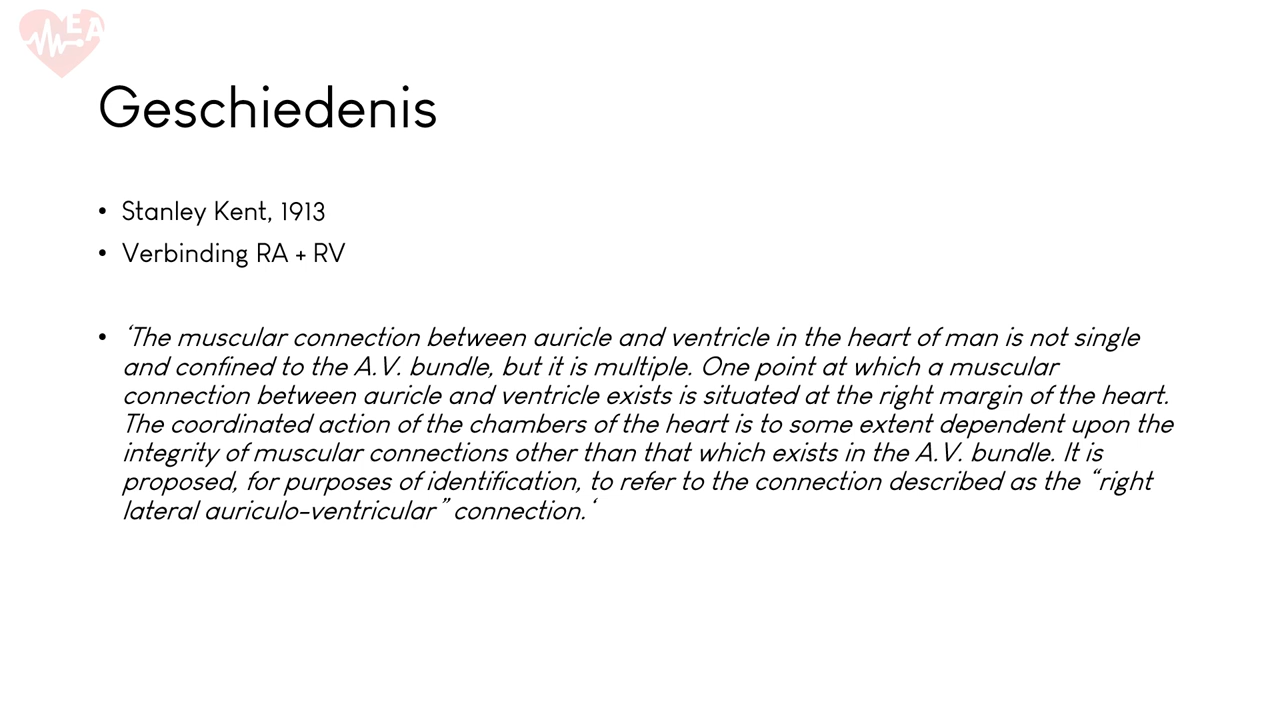 EA
Geschiedenis
• Stanley Kent, 1913
• Verbinding RA + RV
• ‘The muscular connection between auricle and ventricle in the heart of man is not single
and confined to the A.V. bundle, but it is multiple. One point at which a muscular
connection between auricle and ventricle exists is situated at the right margin of the heart.
The coordinated action of the chambers of the heart is to some extent dependent upon the
integrity of muscular connections other than that which exists in the A.V. bundle. It is
proposed, for purposes of identification, to refer to the connection described as the “right
lateral auriculo-ventricular” connection.‘